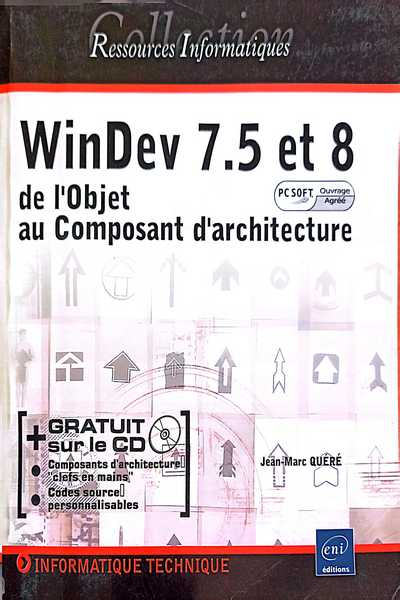 Collection
Ressources Informatiques
WinDev 7.5 et 8
de l'Objet
PC SOFT Ouvrage Agréé
au Composant d'architecture
+ GRATUIT
sur le CD
Composants d'architecture
"clefs en mains"
Codes source
personnalisables
Jean-Marc QUÉRÉ
INFORMATIQUE TECHNIQUE
eni
éditions